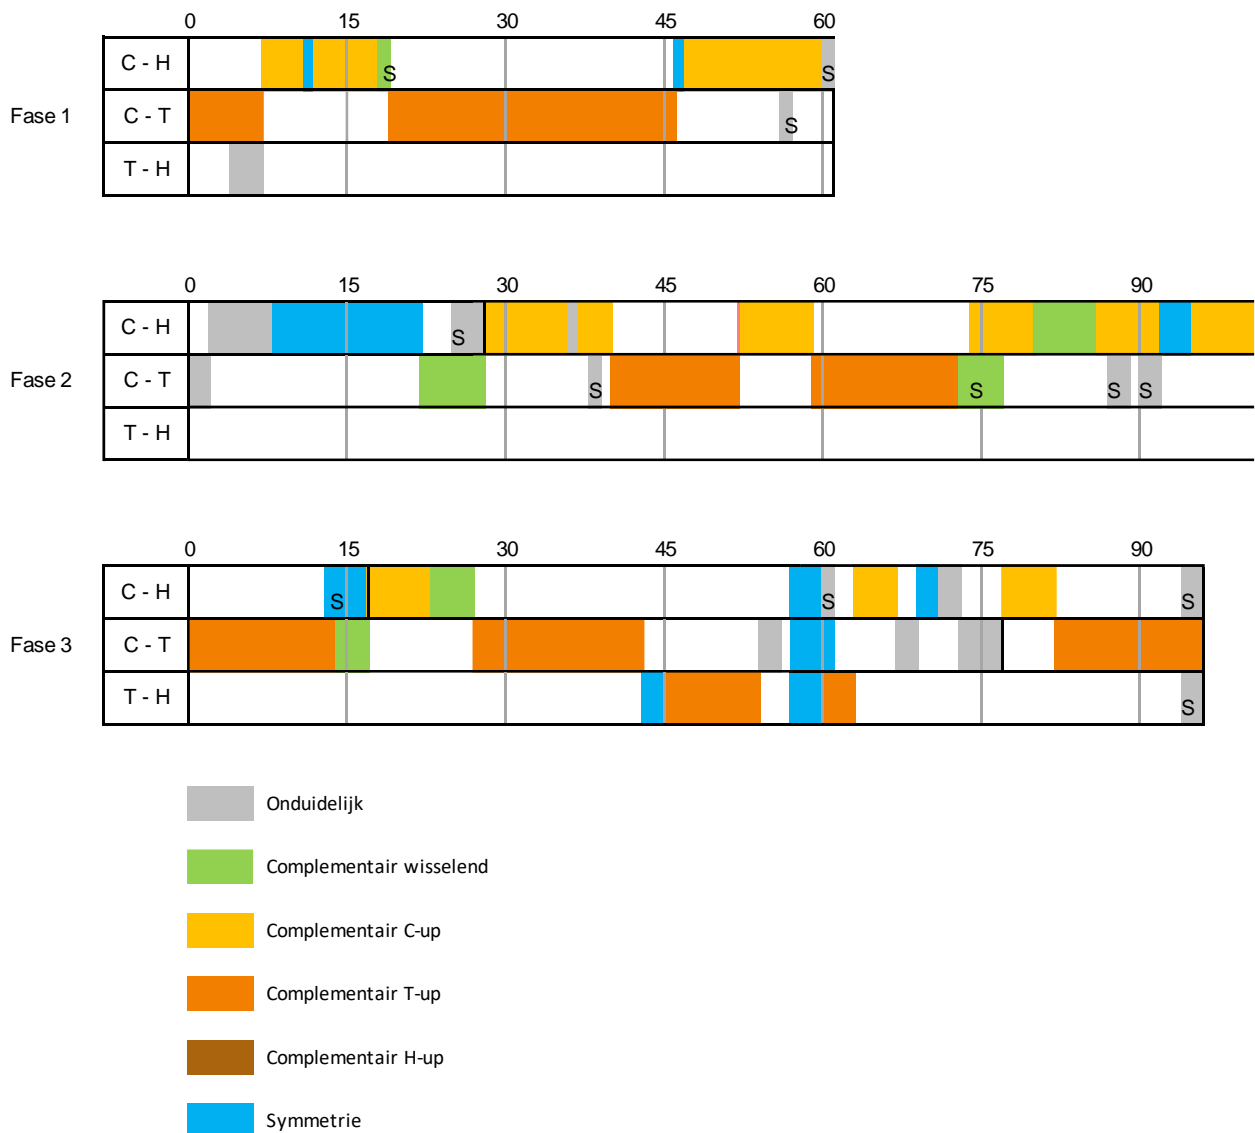 0 15 30 45 60
C - H S S
Fase 1 C - T S
T - H
0 15 30 45 60 75 90
C - H S
Fase 2 C - T S S S S
T - H
0 15 30 45 60 75 90
C - H S S S
Fase 3 C - T
T - H S
Onduidelijk
Complementair wisselend
Complementair C-up
Complementair T-up
Complementair H-up
Symmetrie